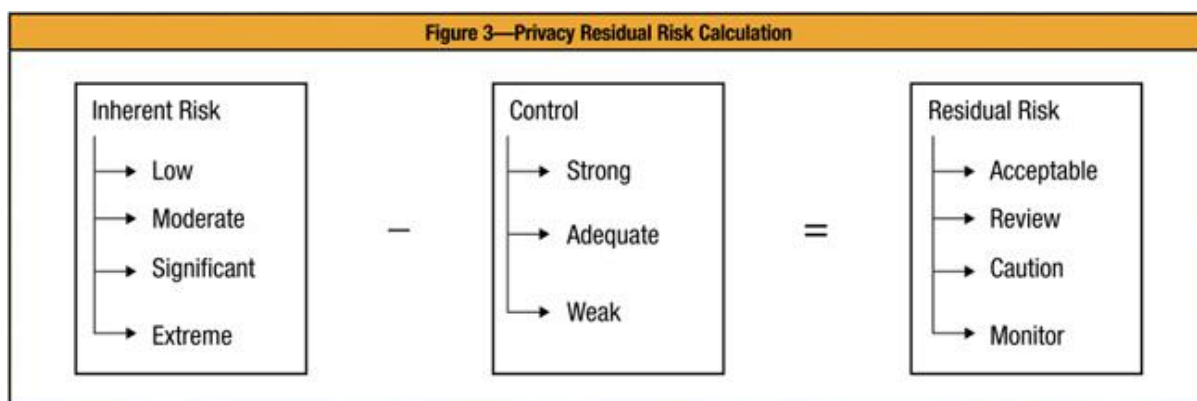 Figure 3—Privacy Residual Risk Calculation
Inherent Risk
Low
Moderate
Significant
Extreme
–
Control
Strong
Adequate
Weak
=
Residual Risk
Acceptable
Review
Caution
Monitor